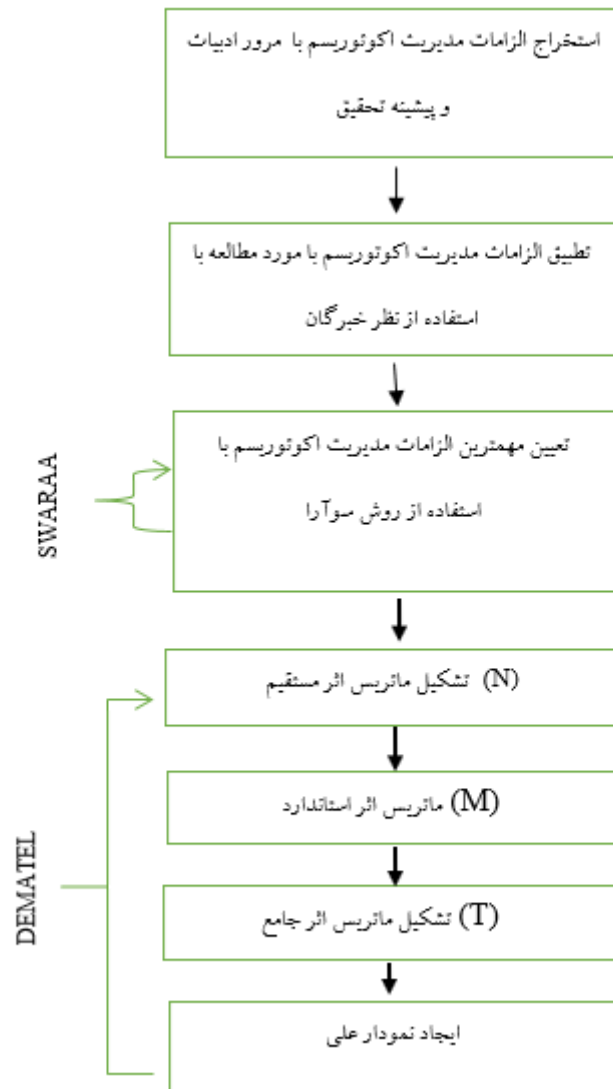 استخراج الزامات مدیریت اکوتوریسم با مرور ادبیات
و پیشینه تحقیق
تطبیق الزامات مدیریت اکوتوریسم با مورد مطالعه با
استفاده از نظر خبرگان
تعیین مهمترین الزامات مدیریت اکوتوریسم با
استفاده از روش سوآرا
SWARAA
(N) تشکیل ماتریس اثر مستقیم
(M) ماتریس اثر استاندارد
(T) تشکیل ماتریس اثر جامع
ایجاد نمودار علی
DEMATEL